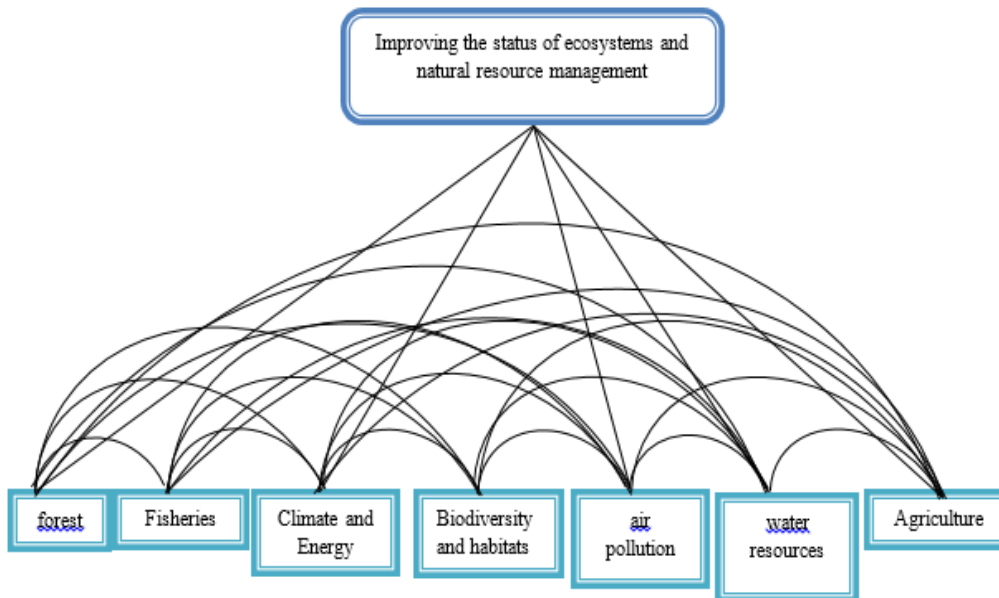 Improving the status of ecosystems and
natural resource management
forest
Fisheries
Climate and
Energy
Biodiversity
and habitats
air
pollution
water
resources
Agriculture